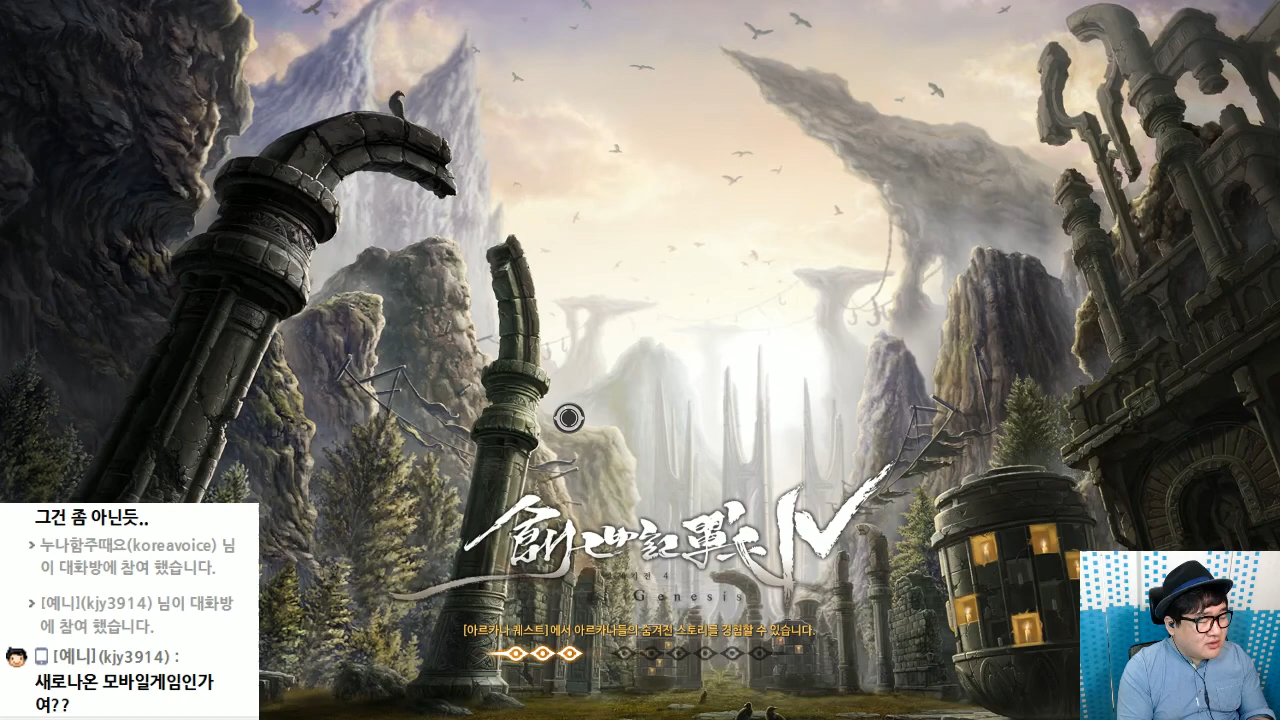 創世記戰 IV
Genesis
[아르카나 퀘스트]에서 아르카나들의 숨겨진 스토리를 경험할 수 있습니다.
그건 좀 아닌듯..
› 누나함주때요(koreavoice) 님
이 대화방에 참여 했습니다.
› [예니](kjy3914) 님이 대화방
에 참여 했습니다.
[예니](kjy3914) :
새로나온 모바일게임인가
여??